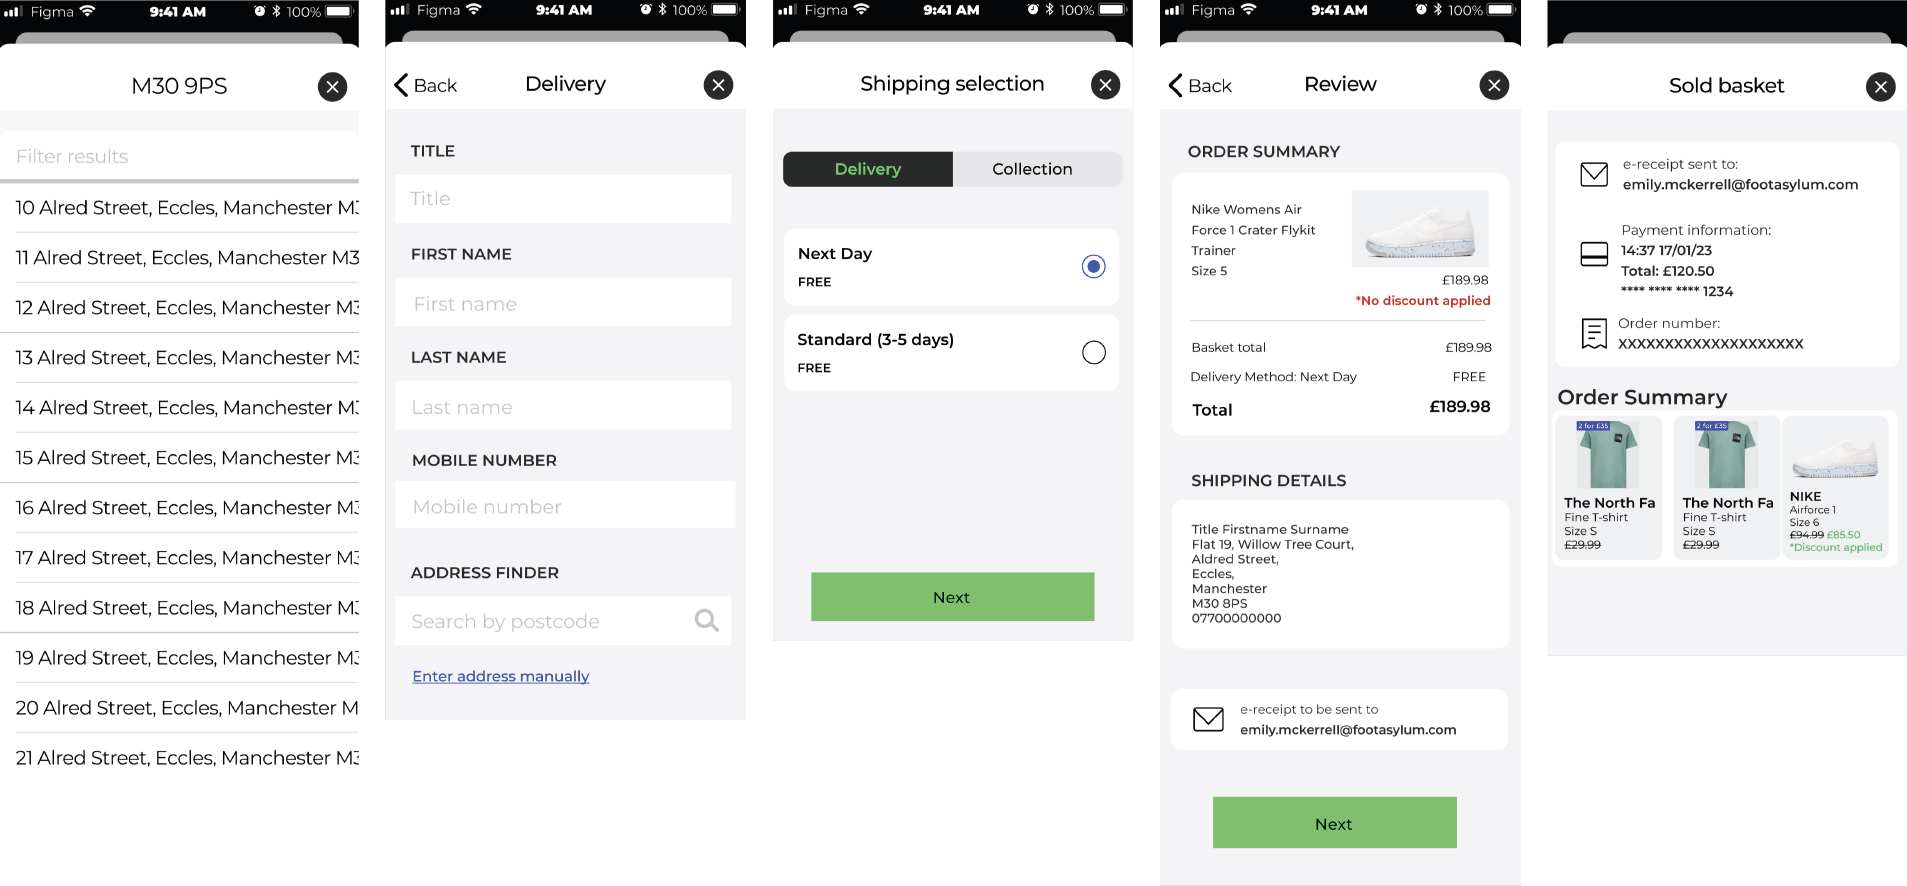 Figma 9:41 AM 100%
M30 9PS
Filter results
10 Alred Street, Eccles, Manchester M3
11 Alred Street, Eccles, Manchester M3
12 Alred Street, Eccles, Manchester M3
13 Alred Street, Eccles, Manchester M3
14 Alred Street, Eccles, Manchester M3
15 Alred Street, Eccles, Manchester M3
16 Alred Street, Eccles, Manchester M3
17 Alred Street, Eccles, Manchester M3
18 Alred Street, Eccles, Manchester M3
19 Alred Street, Eccles, Manchester M3
20 Alred Street, Eccles, Manchester M
21 Alred Street, Eccles, Manchester M3
Figma 9:41 AM 100%
Back Delivery
TITLE
Title
FIRST NAME
First name
LAST NAME
Last name
MOBILE NUMBER
Mobile number
ADDRESS FINDER
Search by postcode
Enter address manually
Figma 9:41 AM 100%
Shipping selection
Delivery Collection
Next Day
FREE
Standard (3-5 days)
FREE
Next
Figma 9:41 AM 100%
Back Review
ORDER SUMMARY
Nike Womens Air
Force 1 Crater Flykit
Trainer
Size 5
£189.98
*No discount applied
Basket total £189.98
Delivery Method: Next Day FREE
Total £189.98
SHIPPING DETAILS
Title Firstname Surname
Flat 19, Willow Tree Court,
Aldred Street,
Eccles,
Manchester
M30 8PS
07700000000
e-receipt to be sent to
emily.mckerrell@footasylum.com
Next
Sold basket
e-receipt sent to:
emily.mckerrell@footasylum.com
Payment information:
14:37 17/01/23
Total: £120.50
**** **** **** 1234
Order number:
XXXXXXXXXXXXXXXXXXXX
Order Summary
2 for £35
The North Fa
Fine T-shirt
Size S
£29.99
2 for £35
The North Fa
Fine T-shirt
Size S
£29.99
NIKE
Airforce 1
Size 6
£94.99 £85.50
*Discount applied